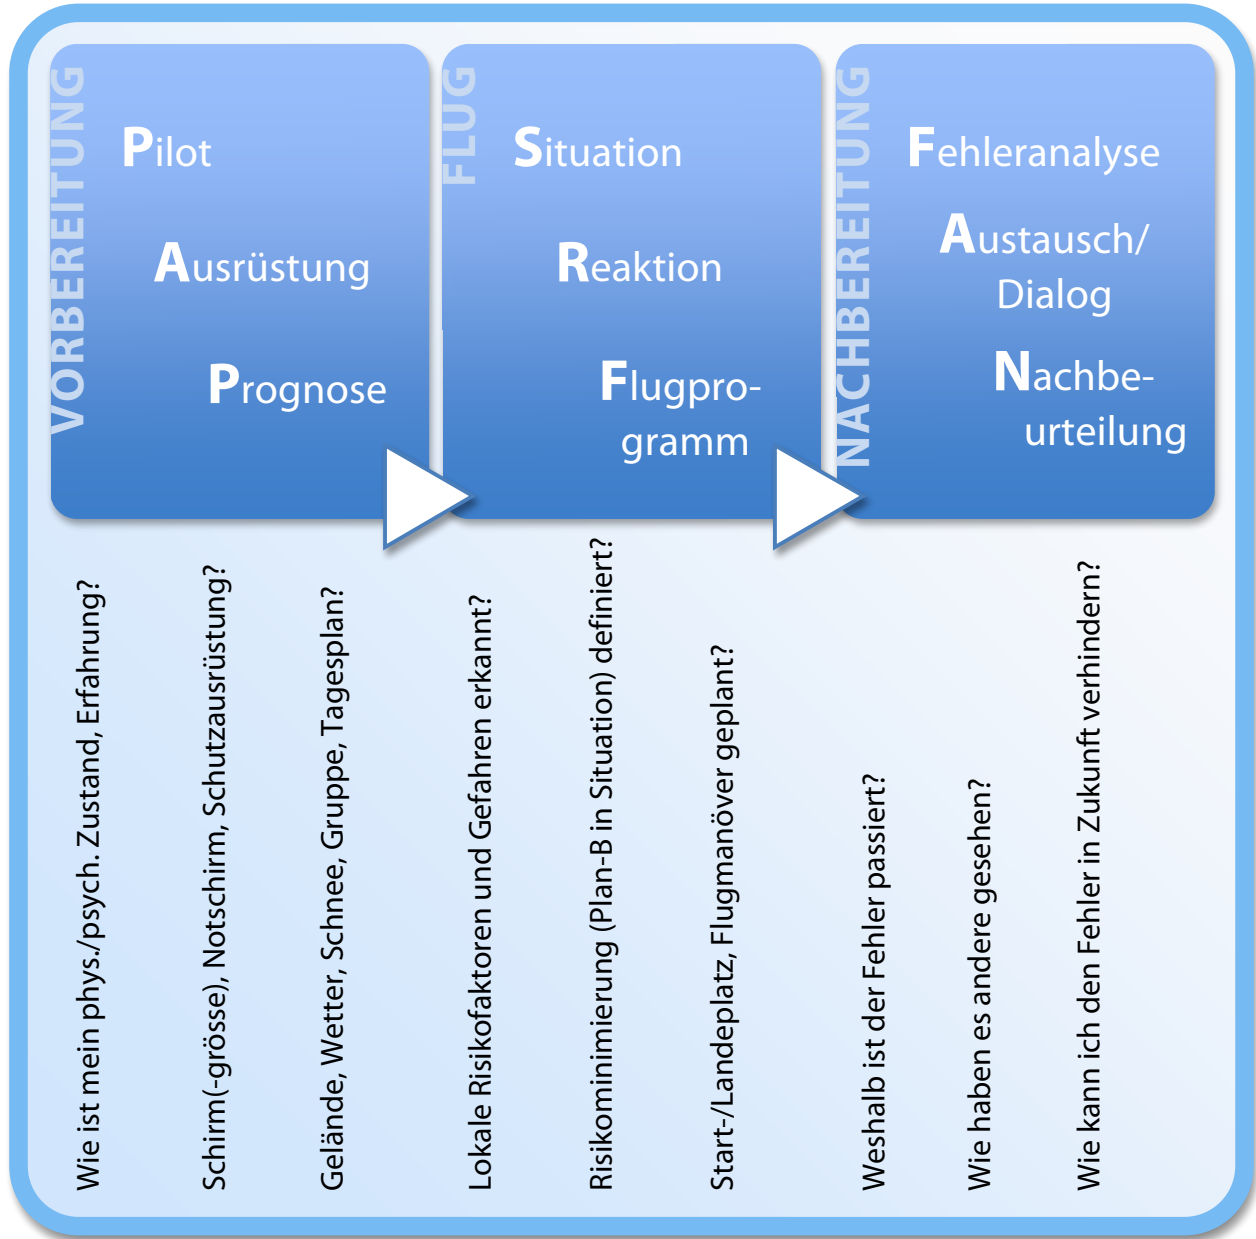 VORBEREITUNG
Pilot
Ausrüstung
Prognose
FLUG
Situation
Reaktion
Flugpro-
gramm
NACHBEREITUNG
Fehleranalyse
Austausch/
Dialog
Nachbe-
urteilung
Wie ist mein phys./psych. Zustand, Erfahrung?
Schirm(-grösse), Notschirm, Schutzausrüstung?
Gelände, Wetter, Schnee, Gruppe, Tagesplan?
Lokale Risikofaktoren und Gefahren erkannt?
Risikominimierung (Plan-B in Situation) definiert?
Start-/Landeplatz, Flugmanöver geplant?
Weshalb ist der Fehler passiert?
Wie haben es andere gesehen?
Wie kann ich den Fehler in Zukunft verhindern?